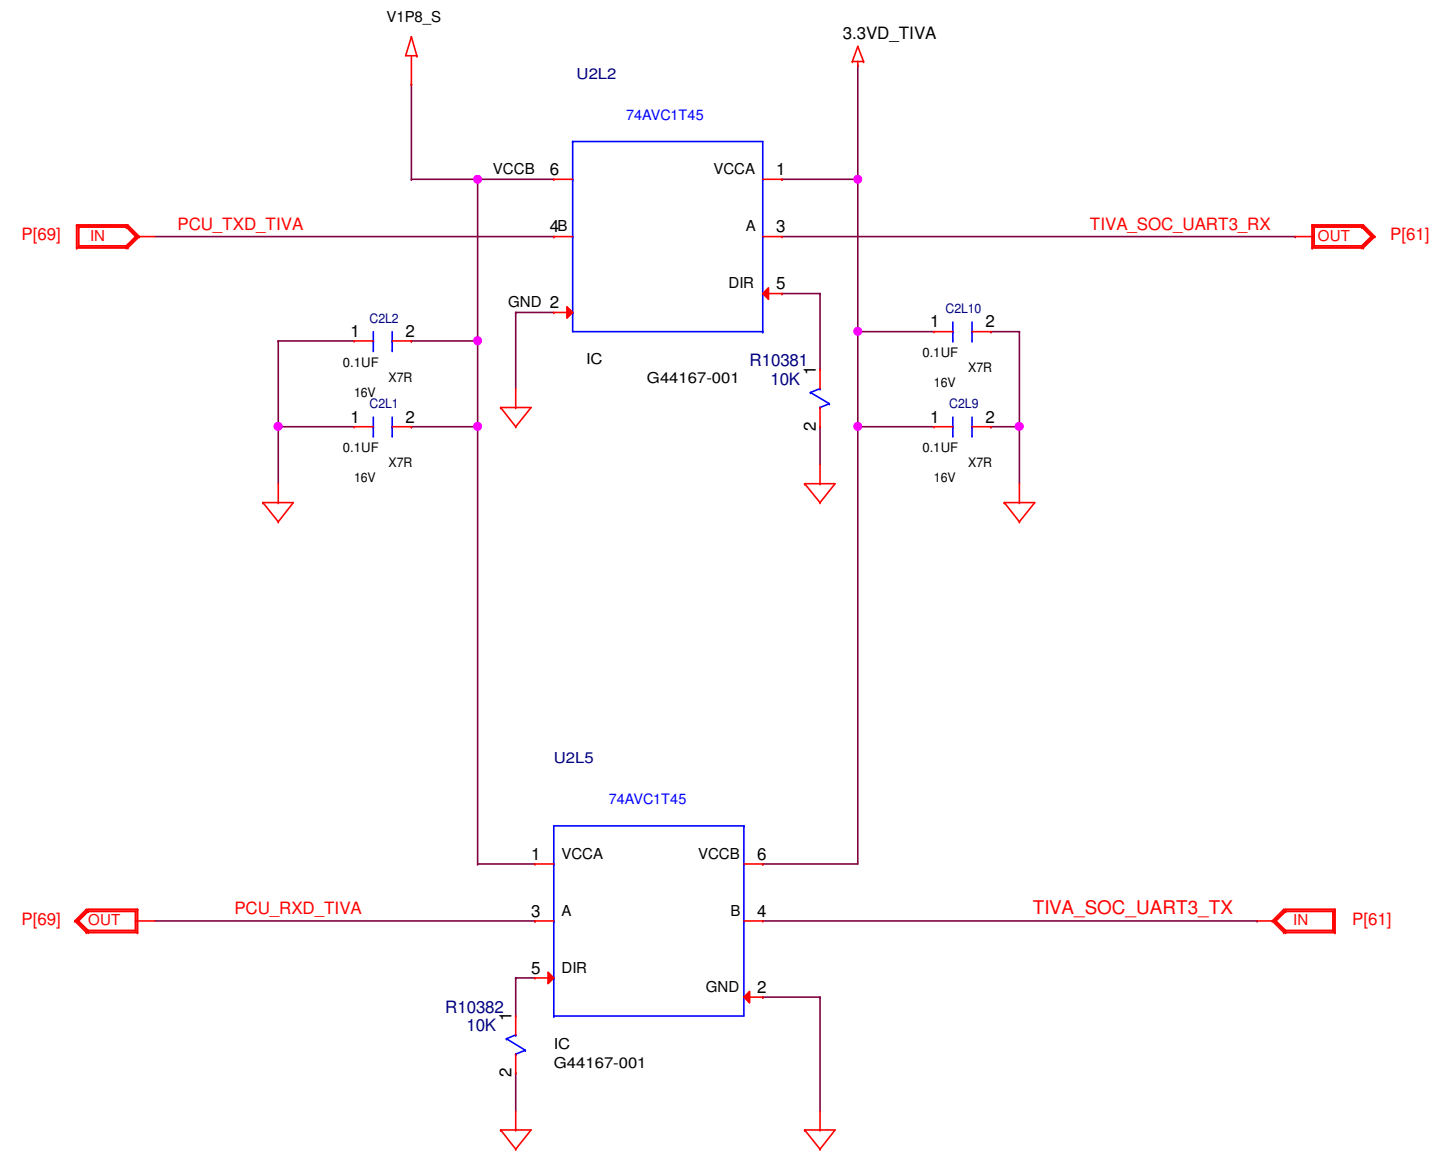 V1P8_S
3.3VD_TIVA
U2L2
74AVC1T45
VCCB 6
VCCA 1
P[69] IN PCU_TXD_TIVA
4 B
A 3
TIVA_SOC_UART3_RX OUT P[61]
DIR 5
GND 2
C2L2
1 2
0.1UF
X7R
16V
C2L1
1 2
0.1UF
X7R
16V
IC
G44167-001
R10381
10K
1
2
C2L10
1 2
0.1UF
X7R
16V
C2L9
1 2
0.1UF
X7R
16V
U2L5
74AVC1T45
1 VCCA
VCCB 6
P[69] OUT PCU_RXD_TIVA
3 A
B 4
TIVA_SOC_UART3_TX IN P[61]
5 DIR
GND 2
R10382
10K
1
2
IC
G44167-001